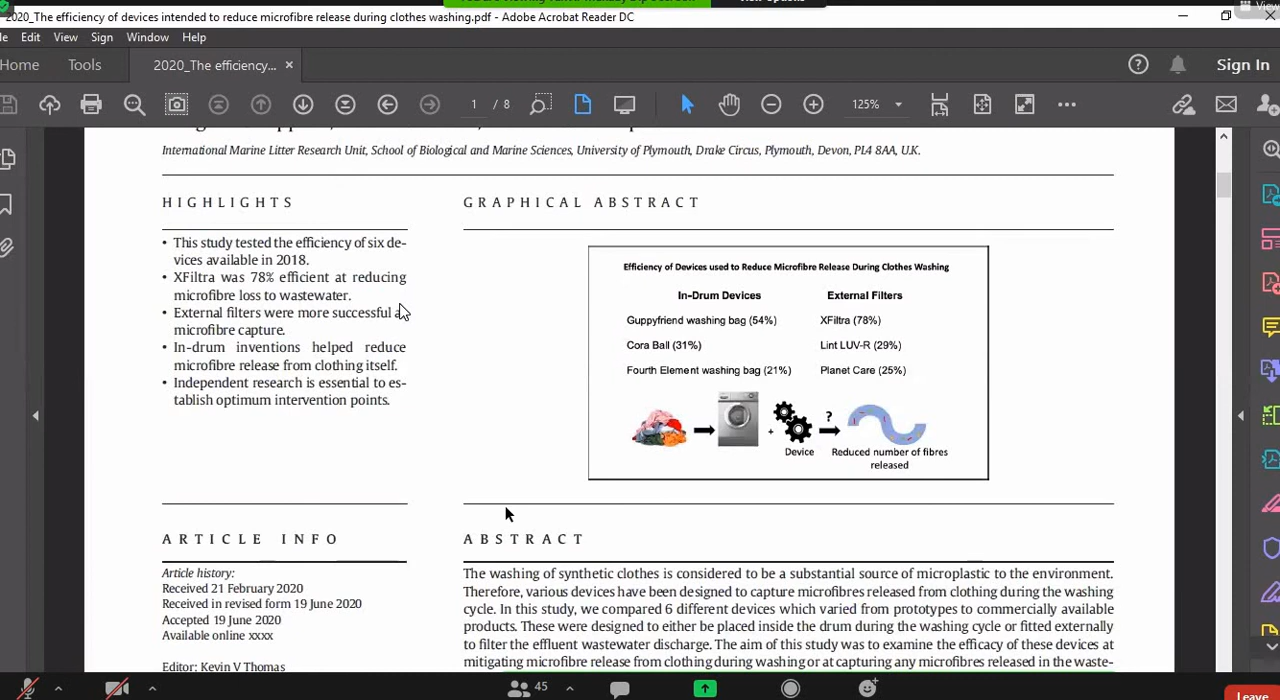 2020_The efficiency of devices intended to reduce microfibre release during clothes washing.pdf - Adobe Acrobat Reader DC
View
Edit View Sign Window Help
Home Tools 2020_The efficiency... × Sign In
1 / 8 125%
International Marine Litter Research Unit, School of Biological and Marine Sciences, University of Plymouth, Drake Circus, Plymouth, Devon, PL4 8AA, U.K.
HIGHLIGHTS
• This study tested the efficiency of six de-
vices available in 2018.
• XFiltra was 78% efficient at reducing
microfibre loss to wastewater.
• External filters were more successful
microfibre capture.
• In-drum inventions helped reduce
microfibre release from clothing itself.
• Independent research is essential to es-
tablish optimum intervention points.
GRAPHICAL ABSTRACT
Efficiency of Devices used to Reduce Microfibre Release During Clothes Washing
In-Drum Devices External Filters
Guppyfriend washing bag (54%) XFiltra (78%)
Cora Ball (31%) Lint LUV-R (29%)
Fourth Element washing bag (21%) Planet Care (25%)
+ ?
Device Reduced number of fibres
released
ARTICLE INFO
Article history:
Received 21 February 2020
Received in revised form 19 June 2020
Accepted 19 June 2020
Available online xxxx
Editor: Kevin V Thomas
ABSTRACT
The washing of synthetic clothes is considered to be a substantial source of microplastic to the environment.
Therefore, various devices have been designed to capture microfibres released from clothing during the washing
cycle. In this study, we compared 6 different devices which varied from prototypes to commercially available
products. These were designed to either be placed inside the drum during the washing cycle or fitted externally
to filter the effluent wastewater discharge. The aim of this study was to examine the efficacy of these devices at
mitigating microfibre release from clothing during washing or at capturing any microfibres released in the waste-
45
Leave